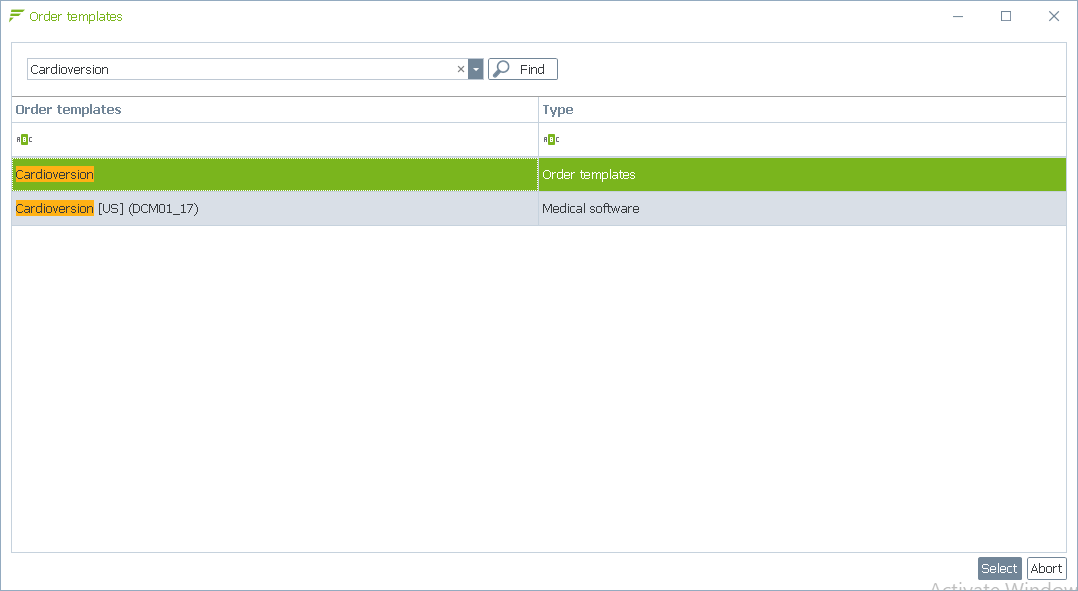 Order templates
Cardioversion
Find
Order templates Type
ABC ABC
Cardioversion Order templates
Cardioversion [US] (DCM01_17) Medical software
Select Abort
Activate Window